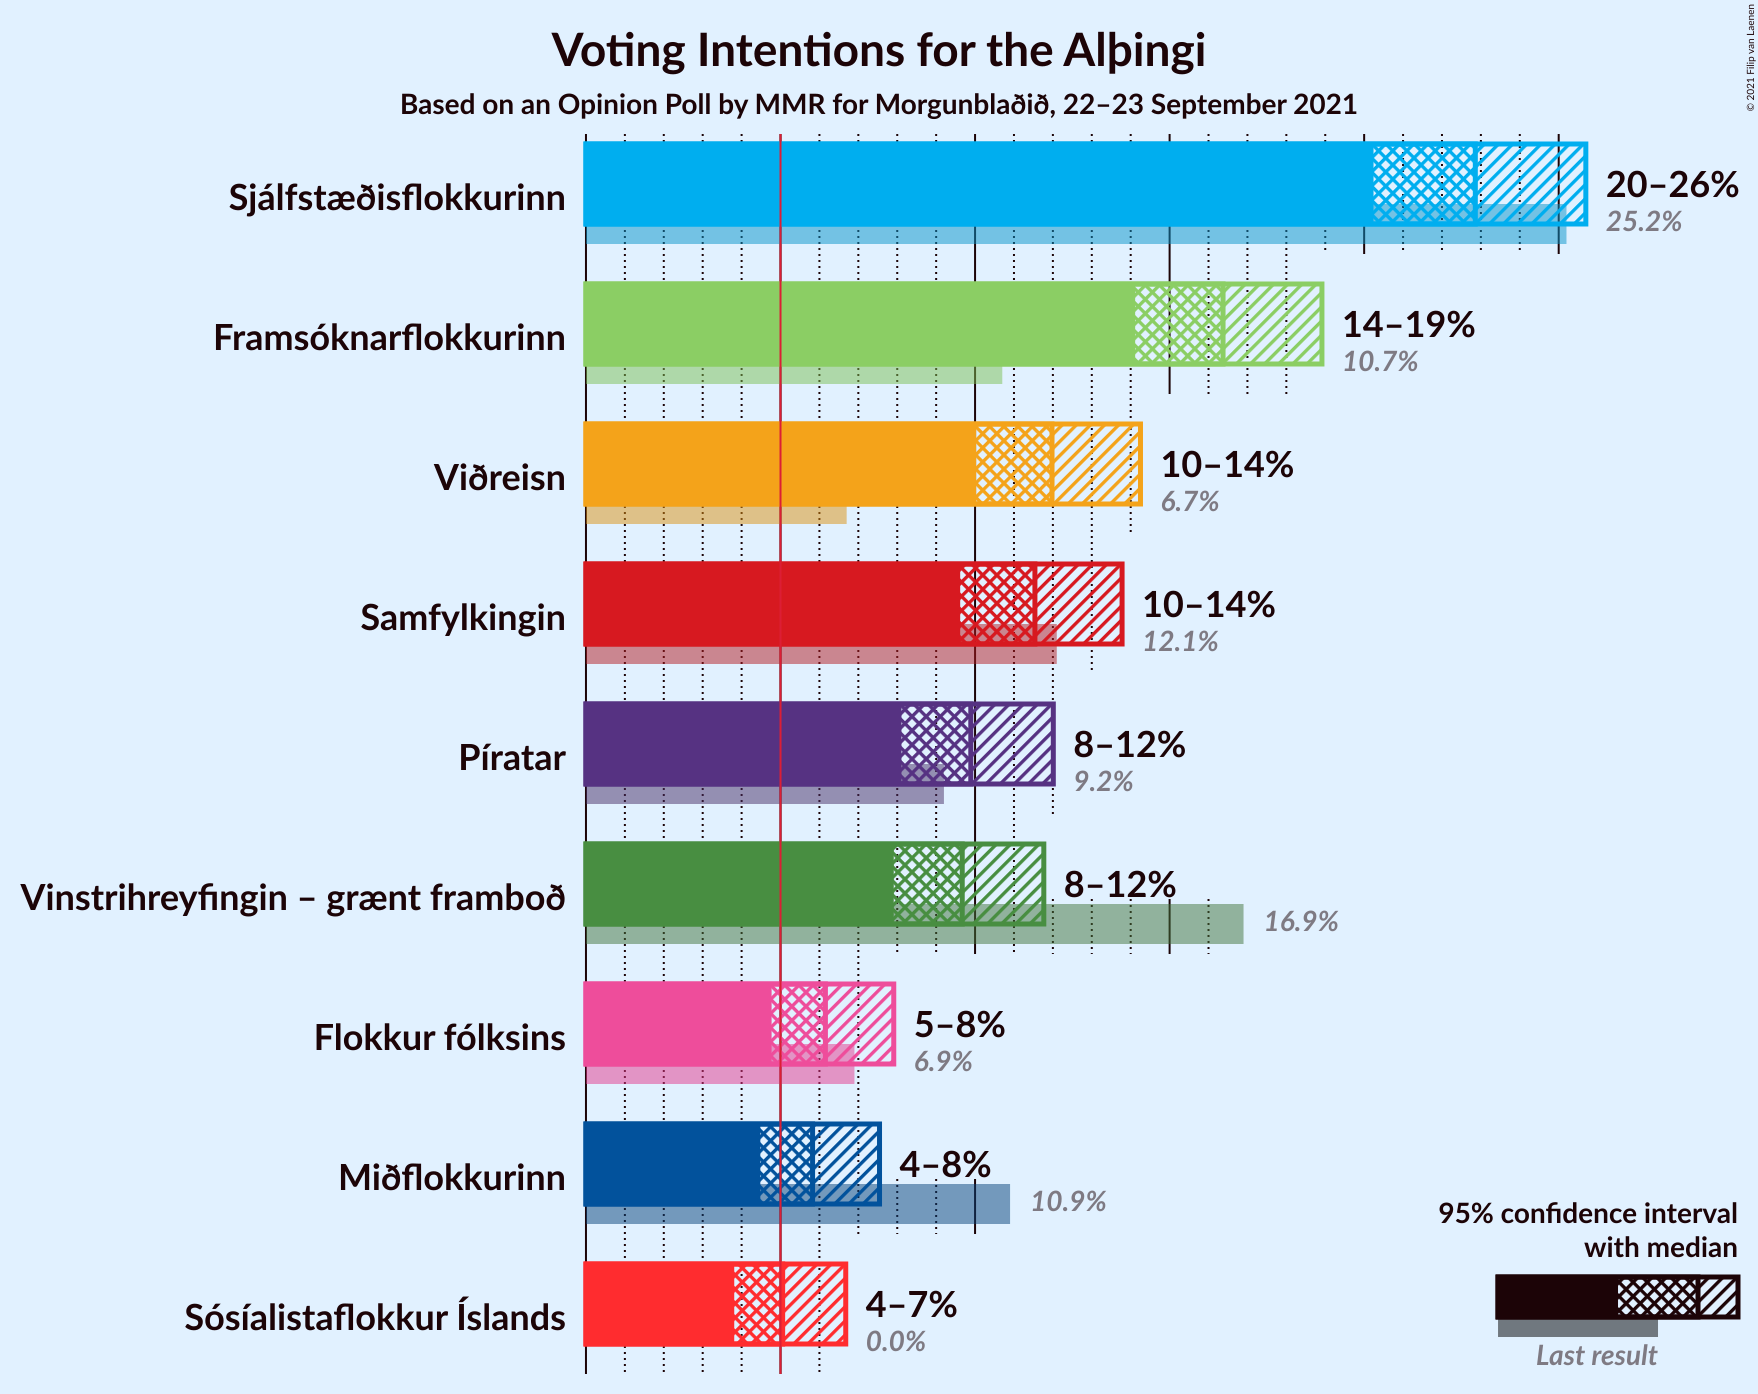 Voting Intentions for the Alþingi
Based on an Opinion Poll by MMR for Morgunblaðið, 22–23 September 2021
© 2021 Filip van Laenen
Sjálfstæðisflokkurinn
20–26%
25.2%
Framsóknarflokkurinn
14–19%
10.7%
Viðreisn
10–14%
6.7%
Samfylkingin
10–14%
12.1%
Píratar
8–12%
9.2%
Vinstrihreyfingin – grænt framboð
8–12%
16.9%
Flokkur fólksins
5–8%
6.9%
Miðflokkurinn
4–8%
10.9%
Sósíalistaflokkur Íslands
4–7%
0.0%
95% confidence interval
with median
Last result